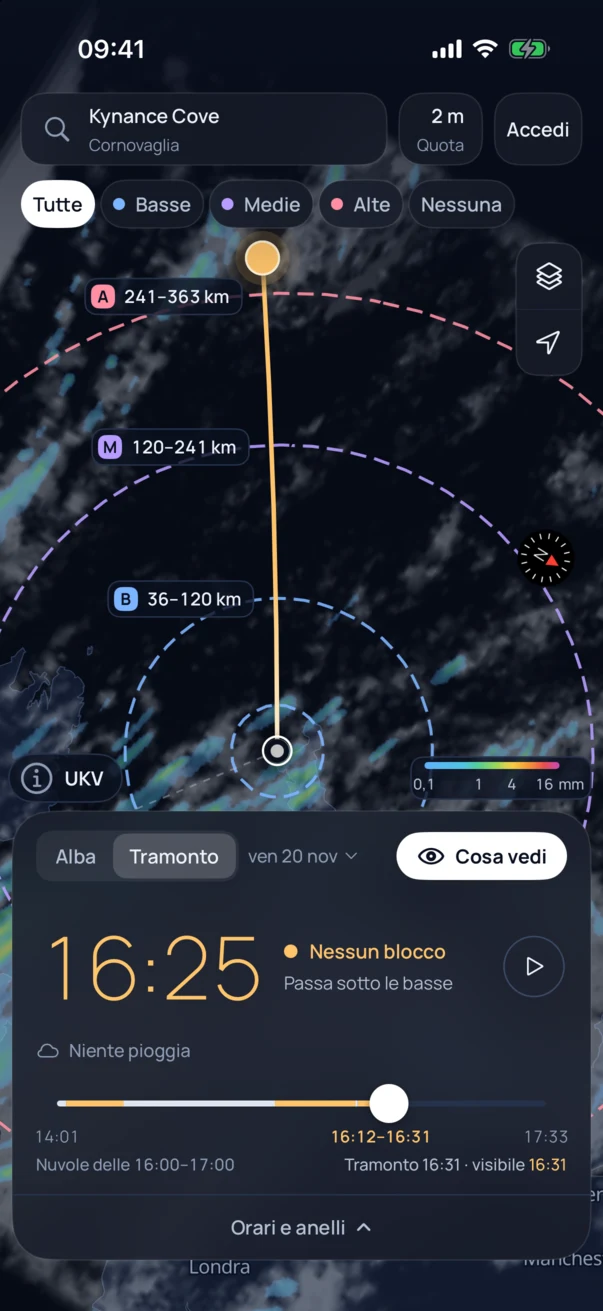 09:41
Kynance Cove
Cornovaglia
2 m
Quota
Accedi
Tutte
Basse
Medie
Alte
Nessuna
A 241–363 km
M 120–241 km
N
B 36–120 km
UKV
0,1 1 4 16 mm
Alba
Tramonto
ven 20 nov
Cosa vedi
16:25
Nessun blocco
Passa sotto le basse
Niente pioggia
14:01
16:12–16:31
17:33
Nuvole delle 16:00–17:00
Tramonto 16:31 · visibile 16:31
Orari e anelli
Londra